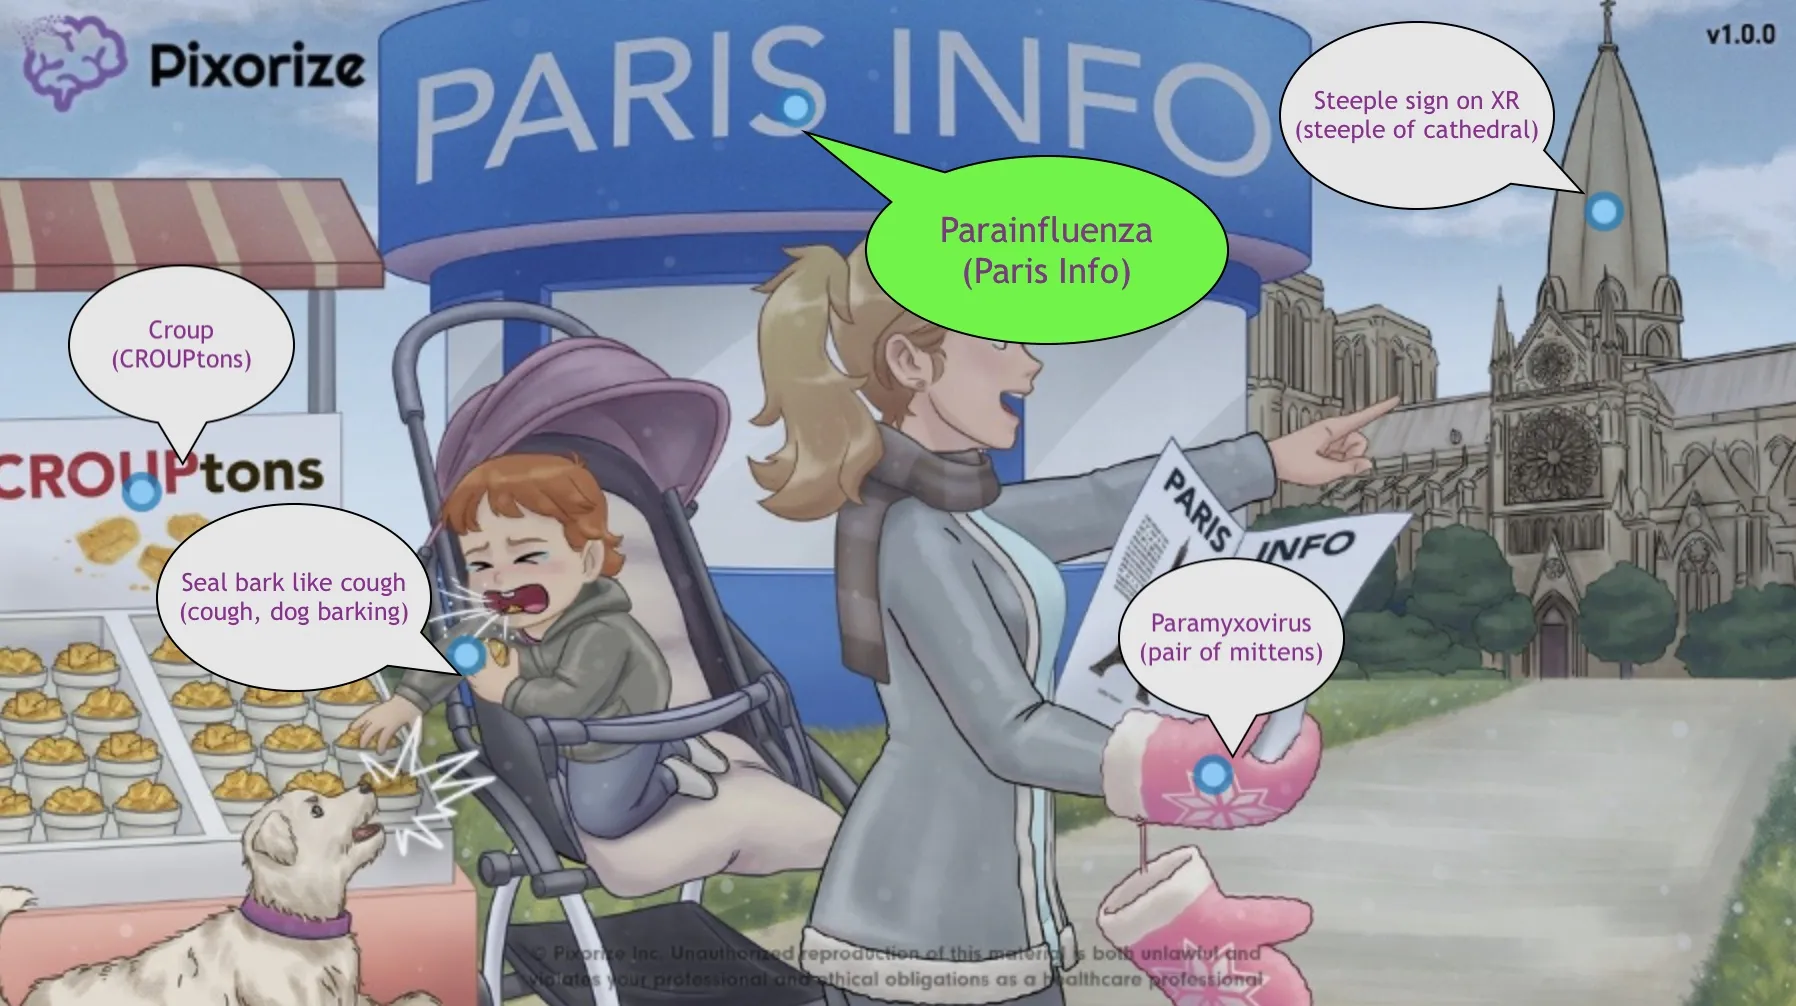 Pixorize
PARIS INFO
v1.0.0
Steeple sign on XR
(steeple of cathedral)
Parainfluenza
(Paris Info)
Croup
(CROUPtons)
CROUPtons
Seal bark like cough
(cough, dog barking)
PARIS
INFO
Paramyxovirus
(pair of mittens)
© Pixorize Inc. Unauthorized reproduction of this material is both unlawful and
violates your professional and ethical obligations as a healthcare professional